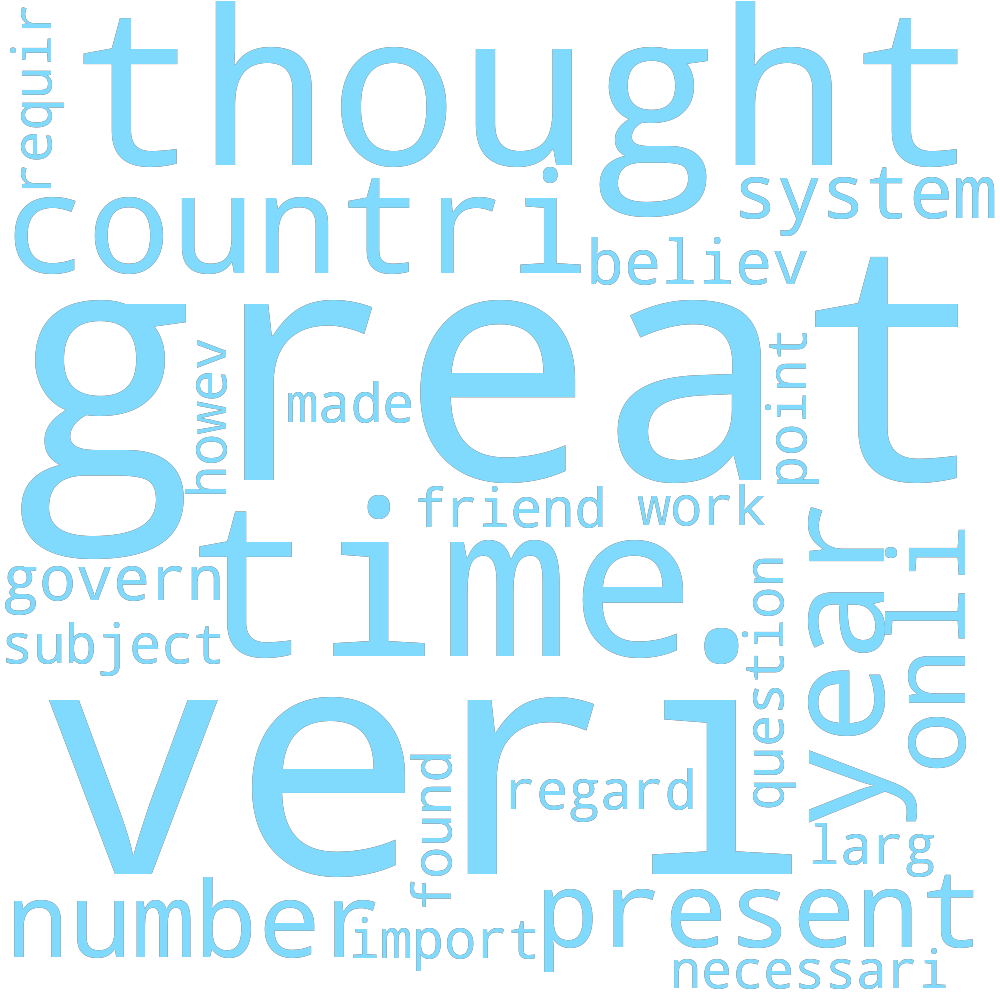 requir
thought
system
countri
believ
great
howev
made
point
friend
work
time
year
onli
govern
subject
question
veri
found
regard
larg
number
import
present
necessari